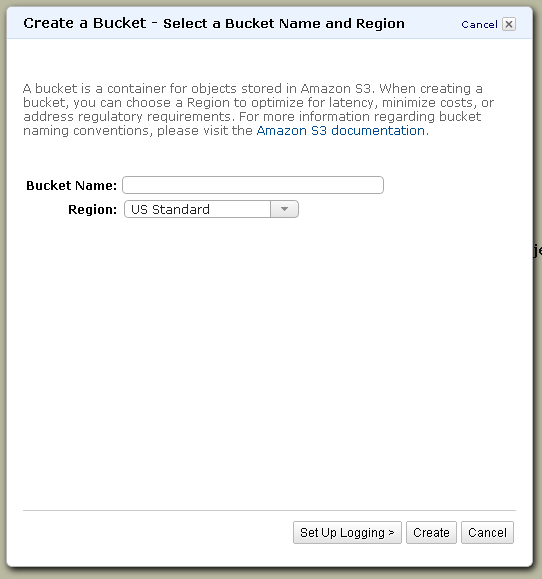 Create a Bucket - Select a Bucket Name and Region
Cancel
A bucket is a container for objects stored in Amazon S3. When creating a
bucket, you can choose a Region to optimize for latency, minimize costs, or
address regulatory requirements. For more information regarding bucket
naming conventions, please visit the Amazon S3 documentation.
Bucket Name:
Region: US Standard
Set Up Logging > Create Cancel